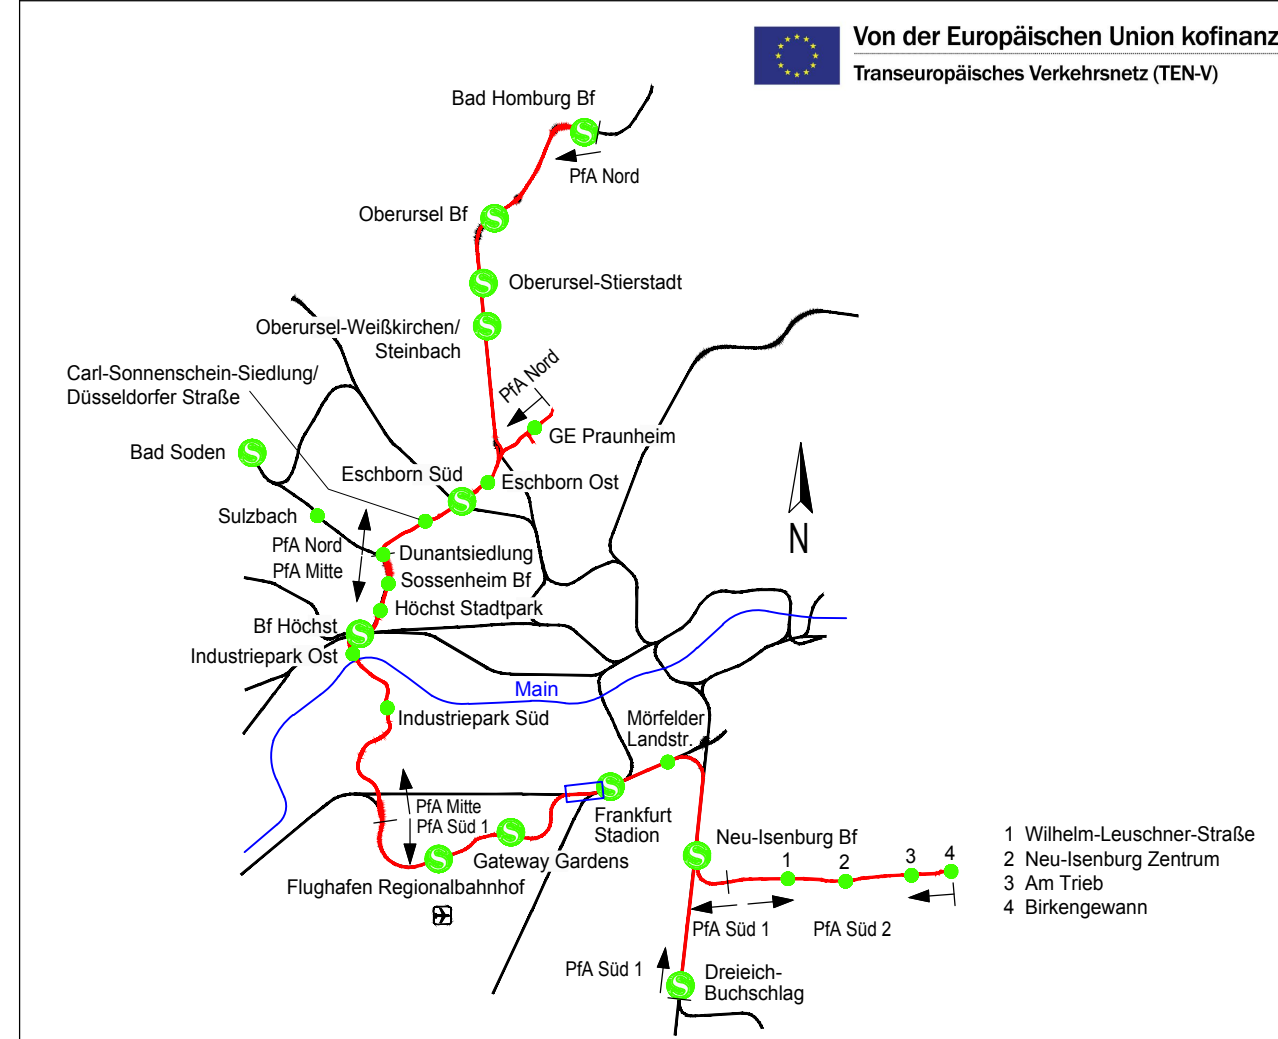 Von der Europäischen Union kofinanz
Transeuropäisches Verkehrsnetz (TEN-V)
Bad Homburg Bf
PfA Nord
Oberursel Bf
Oberursel-Stierstadt
Oberursel-Weißkirchen/
Steinbach
PfA Nord
Carl-Sonnenschein-Siedlung/
Düsseldorfer Straße
GE Praunheim
Bad Soden
Eschborn Süd
Eschborn Ost
Sulzbach
PfA Nord
PfA Mitte
Dunantsiedlung
Sossenheim Bf
Höchst Stadtpark
Bf Höchst
Industriepark Ost
N
Main
Industriepark Süd
Mörfelder
Landstr.
PfA Mitte
PfA Süd 1
Frankfurt
Stadion
Gateway Gardens
Flughafen Regionalbahnhof
Neu-Isenburg Bf
1
2
3
4
1 Wilhelm-Leuschner-Straße
2 Neu-Isenburg Zentrum
3 Am Trieb
4 Birkengewann
PfA Süd 1
PfA Süd 2
PfA Süd 1
Dreieich-
Buchschlag